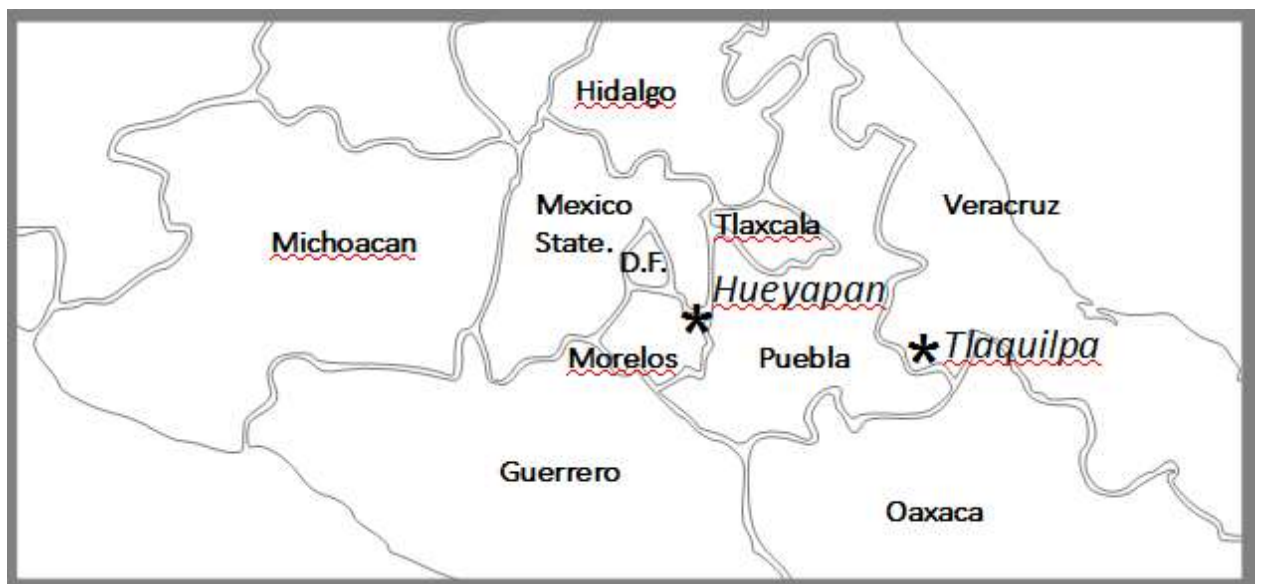 Hidalgo
Mexico
State.
Veracruz
Tlaxcala
Michoacan
D.F.
Hueyapan
*
*
Tlaquilpa
Morelos
Puebla
Guerrero
Oaxaca